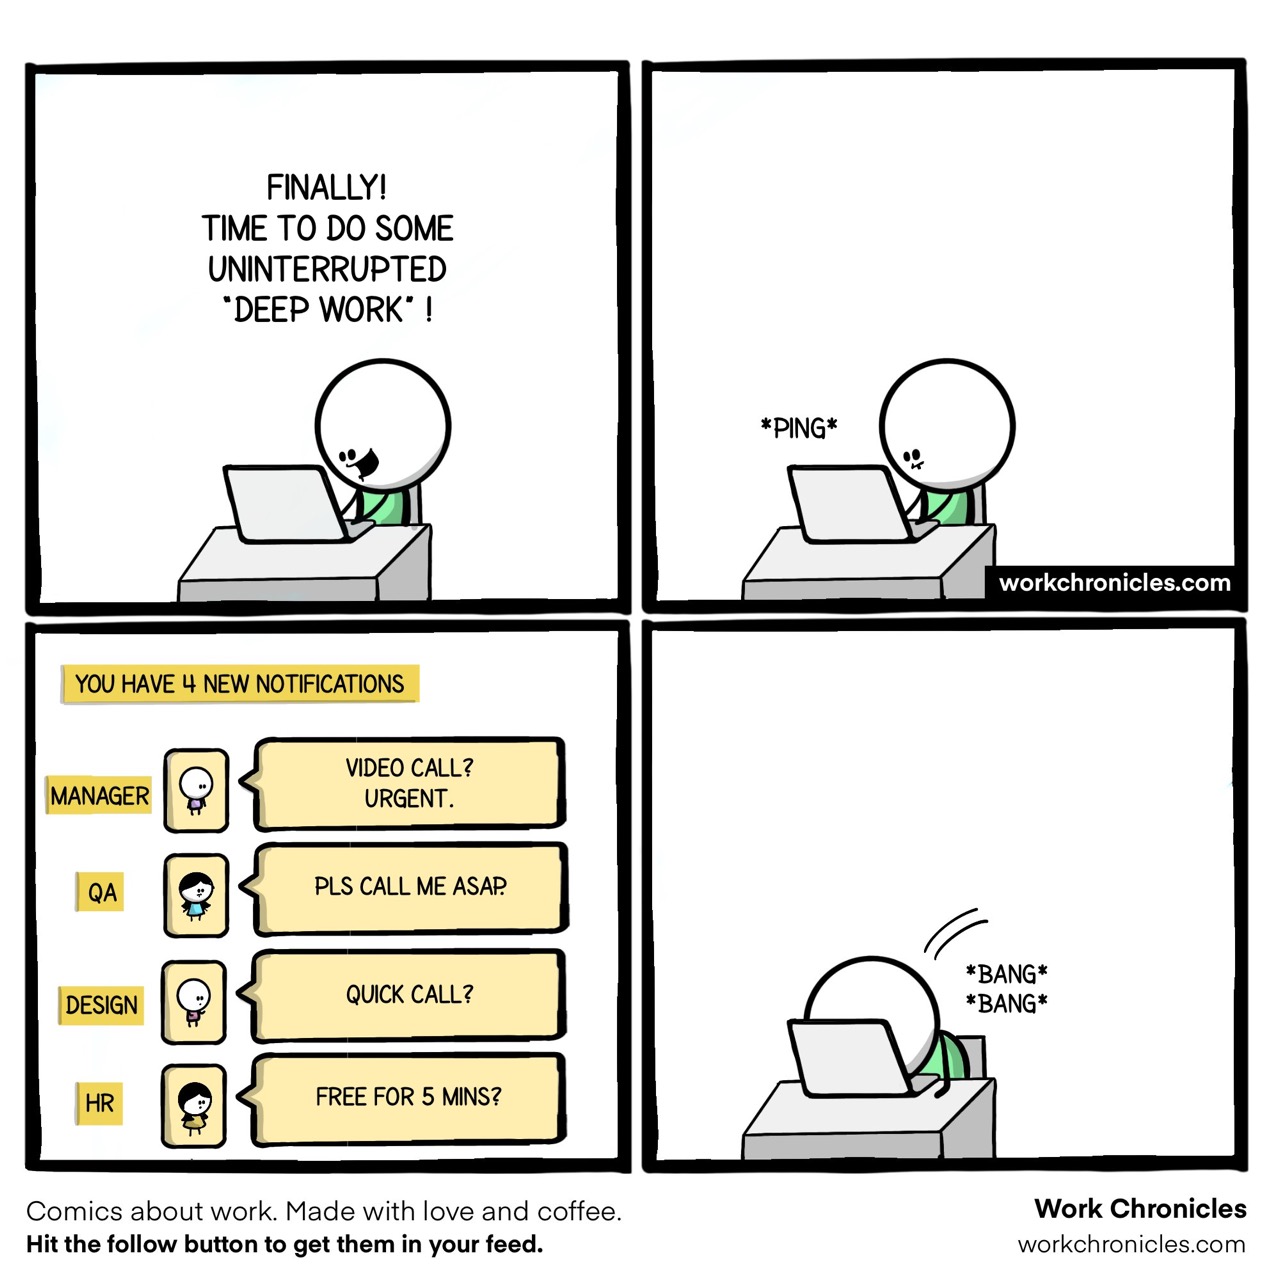 FINALLY!
TIME TO DO SOME
UNINTERRUPTED
"DEEP WORK" !
*PING*
workchronicles.com
YOU HAVE 4 NEW NOTIFICATIONS
MANAGER
VIDEO CALL?
URGENT.
QA
PLS CALL ME ASAP.
DESIGN
QUICK CALL?
HR
FREE FOR 5 MINS?
*BANG*
*BANG*
Comics about work. Made with love and coffee.
Hit the follow button to get them in your feed.
Work Chronicles
workchronicles.com